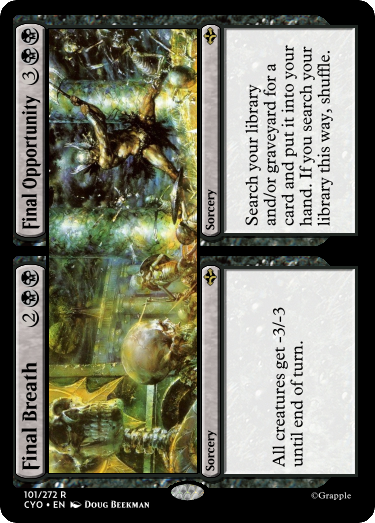 Final Breath 2
Sorcery
All creatures get -3/-3
until end of turn.
Final Opportunity 3
Sorcery
Search your library
and/or graveyard for a
card and put it into your
hand. If you search your
library this way, shuffle.
101/272 R
CYO • EN DOUG BEEKMAN
©Grapple